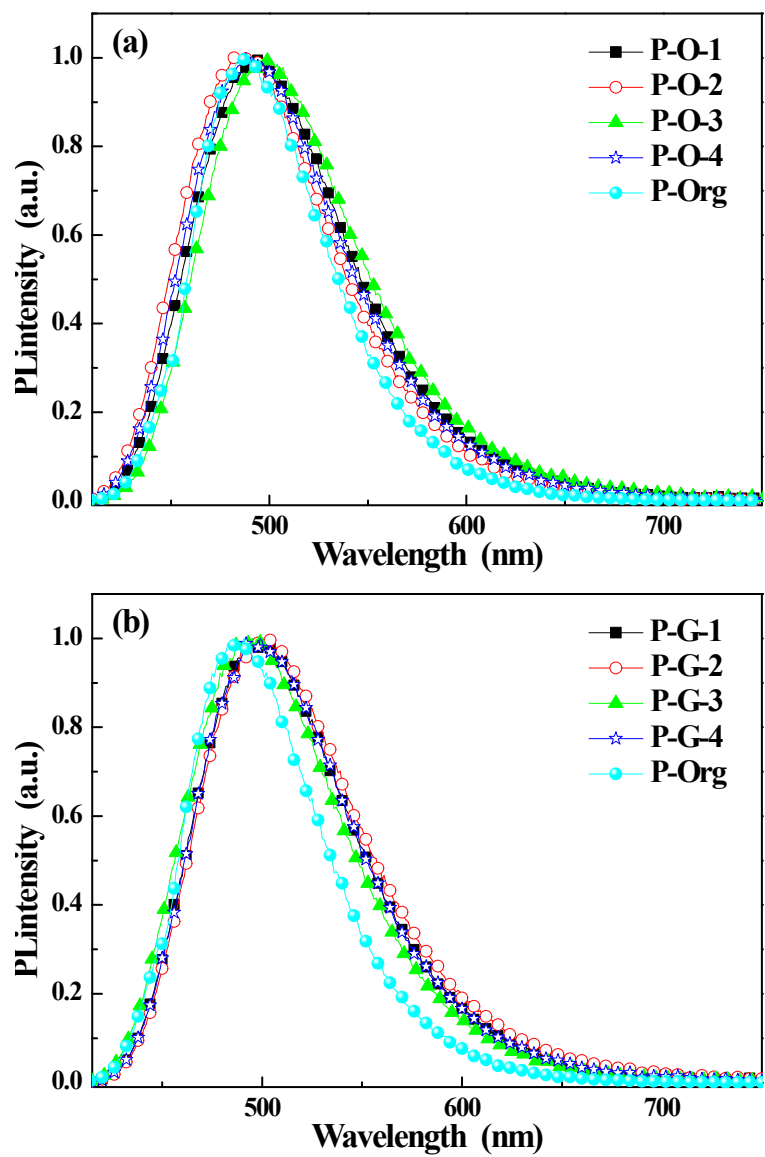 (a)
P-O-1
P-O-2
P-O-3
P-O-4
P-Org
1.0
0.8
0.6
0.4
0.2
0.0
PLintensity (a.u.)
500 600 700
Wavelength (nm)
(b)
P-G-1
P-G-2
P-G-3
P-G-4
P-Org
1.0
0.8
0.6
0.4
0.2
0.0
PLintensity (a.u.)
500 600 700
Wavelength (nm)